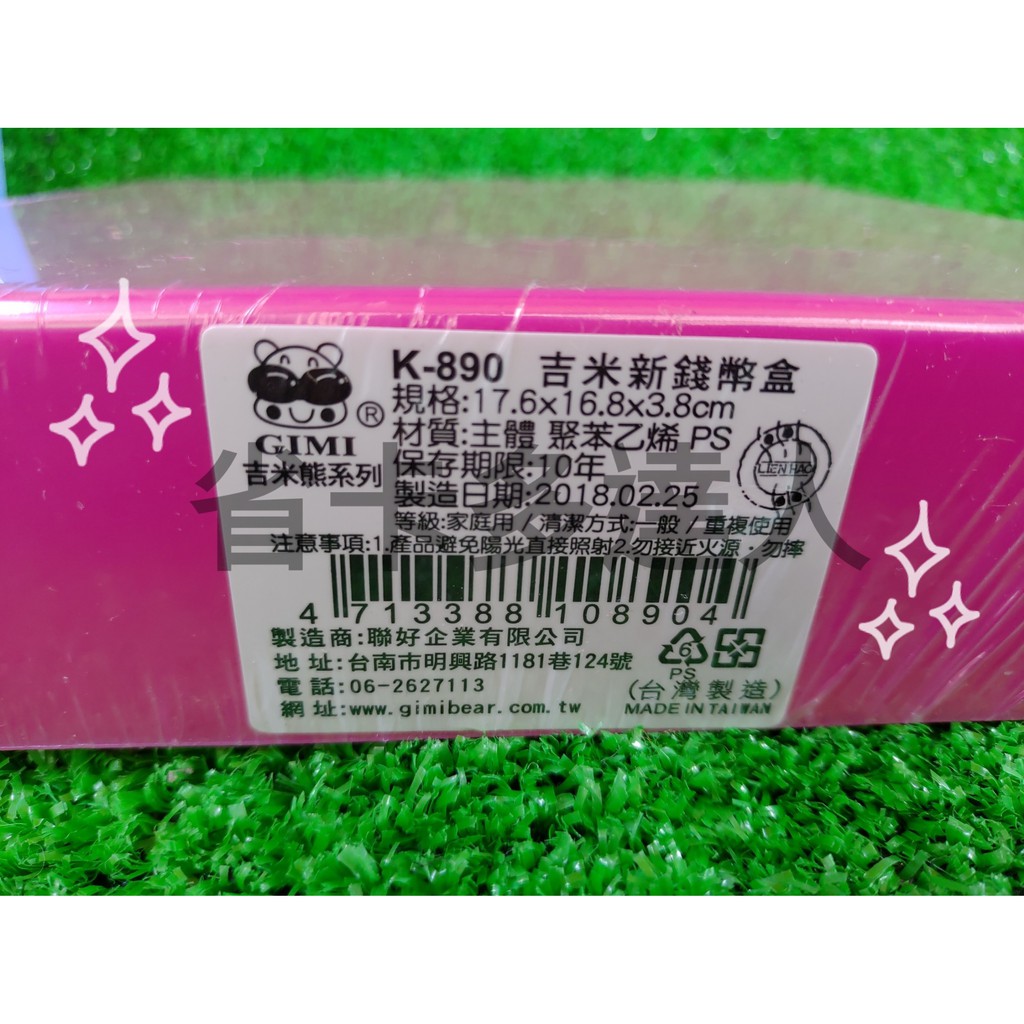 K-890 吉米新錢幣盒
規格:17.6x16.8x3.8cm
材質:主體 聚苯乙烯 PS
保存期限:10年
製造日期:2018.02.25
GIMI ®
吉米熊系列
LIEN HAO
等級:家庭用/清潔方式:一般/重複使用
注意事項:1.產品避免陽光直接照射2.勿接近火源,勿摔
4 713388 108904
製造商:聯好企業有限公司
地 址:台南市明興路1181巷124號
電 話:06-2627113
網 址:www.gimibear.com.tw
6
PS
(台灣製造)
MADE IN TAIWAN
省卡多達人